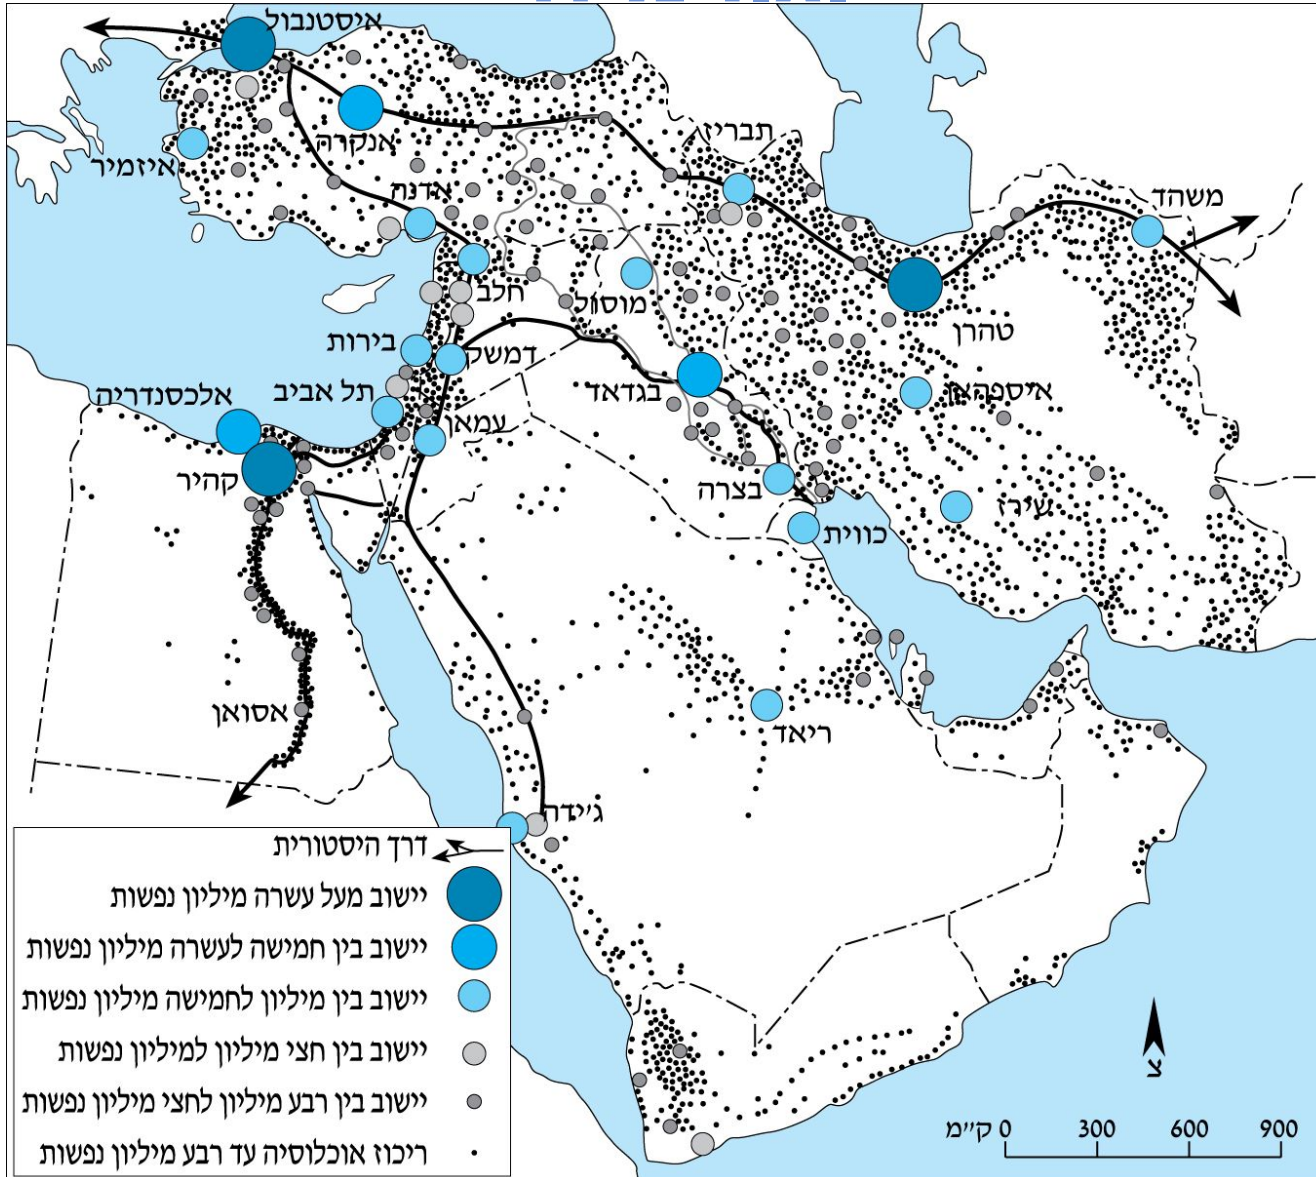 איסטנבול
אנקרה
תבריז
איזמיר
אדנה
משהד
חלב
מוסול
טהרן
בירות
דמשק
אלכסנדריה
תל אביב
בגדאד
איספהאן
עמאן
קהיר
בצרה
שירז
כווית
אסואן
ריאד
ג'ידה
דרך היסטורית
יישוב מעל עשרה מיליון נפשות
יישוב בין חמישה לעשרה מיליון נפשות
יישוב בין מיליון לחמישה מיליון נפשות
יישוב בין חצי מיליון למיליון נפשות
יישוב בין רבע מיליון לחצי מיליון נפשות
ריכוז אוכלוסיה עד רבע מיליון נפשות
צ
ק"מ 0 300 600 900